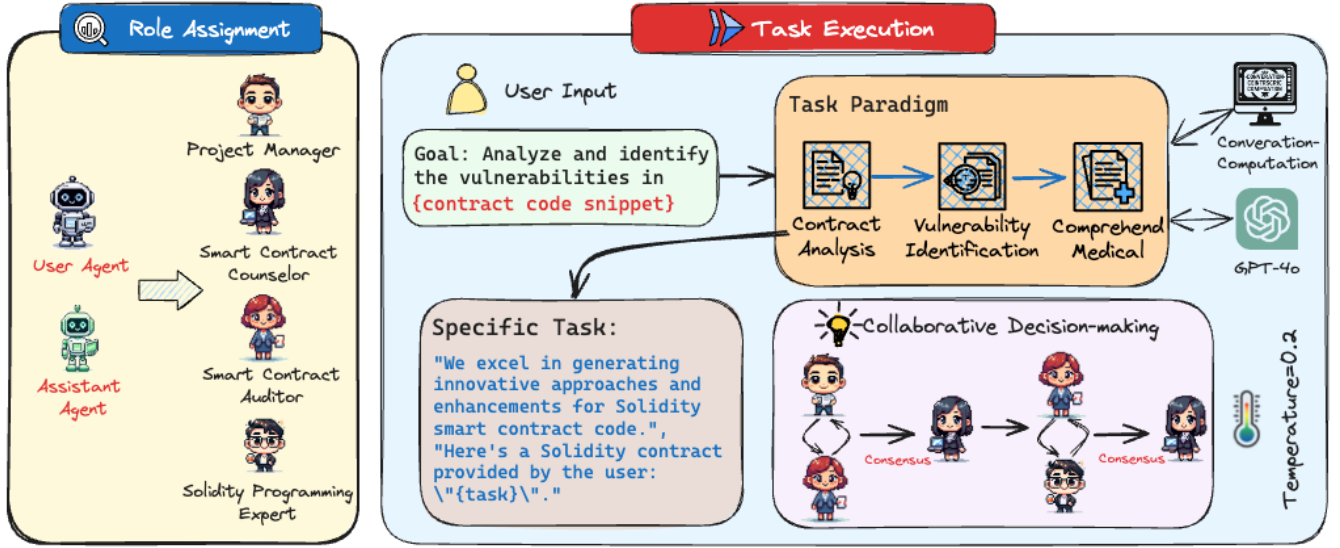 Role Assignment
Project Manager
User Agent
Smart Contract
Counselor
Assistant
Agent
Smart Contract
Auditor
Solidity Programming
Expert
Task Execution
User Input
Goal: Analyze and identify
the vulnerabilities in
{contract code snippet}
Task Paradigm
Contract
Analysis
Vulnerability
Identification
Comprehend
Medical
Converation-
Computation
GPT-4o
Specific Task:
"We excel in generating
innovative approaches and
enhancements for Solidity
smart contract code.",
"Here's a Solidity contract
provided by the user:
\"{task}\"."
Collaborative Decision-making
Consensus
Consensus
Temperature=0.2